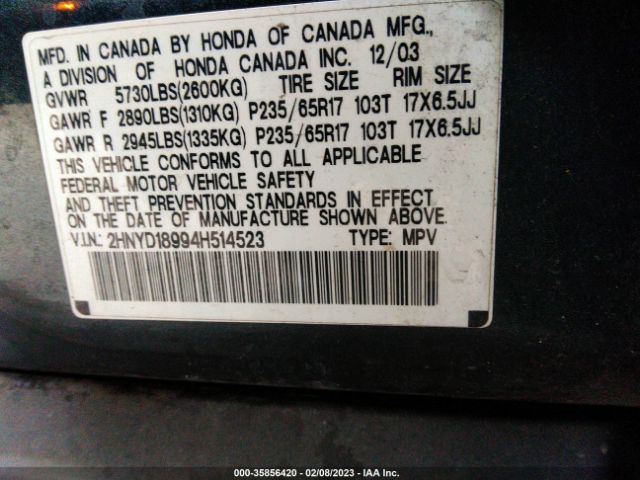 MFD. IN CANADA BY HONDA OF CANADA MFG.,
A DIVISION OF HONDA CANADA INC. 12/03
GVWR 5730LBS(2600KG) TIRE SIZE RIM SIZE
GAWR F 2890LBS(1310KG) P235/65R17 103T 17X6.5JJ
GAWR R 2945LBS(1335KG) P235/65R17 103T 17X6.5JJ
THIS VEHICLE CONFORMS TO ALL APPLICABLE
FEDERAL MOTOR VEHICLE SAFETY
AND THEFT PREVENTION STANDARDS IN EFFECT
ON THE DATE OF MANUFACTURE SHOWN ABOVE.
V.I.N.: 2HNYD18994H514523 TYPE: MPV
000-35856420 - 02/08/2023 - IAA Inc.